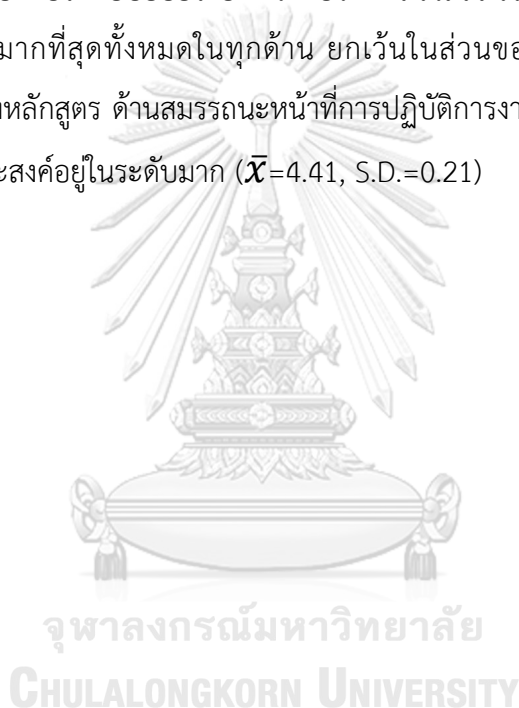 มากที่สุดทั้งหมดในทุกด้าน ยกเว้นในส่วนขอ
หลักสูตร ด้านสมรรถนะหน้าที่การปฏิบัติการงา
ะสงค์อยู่ในระดับมาก (x̄=4.41, S.D.=0.21)
จุฬาลงกรณ์มหาวิทยาลัย
CHULALONGKORN UNIVERSITY